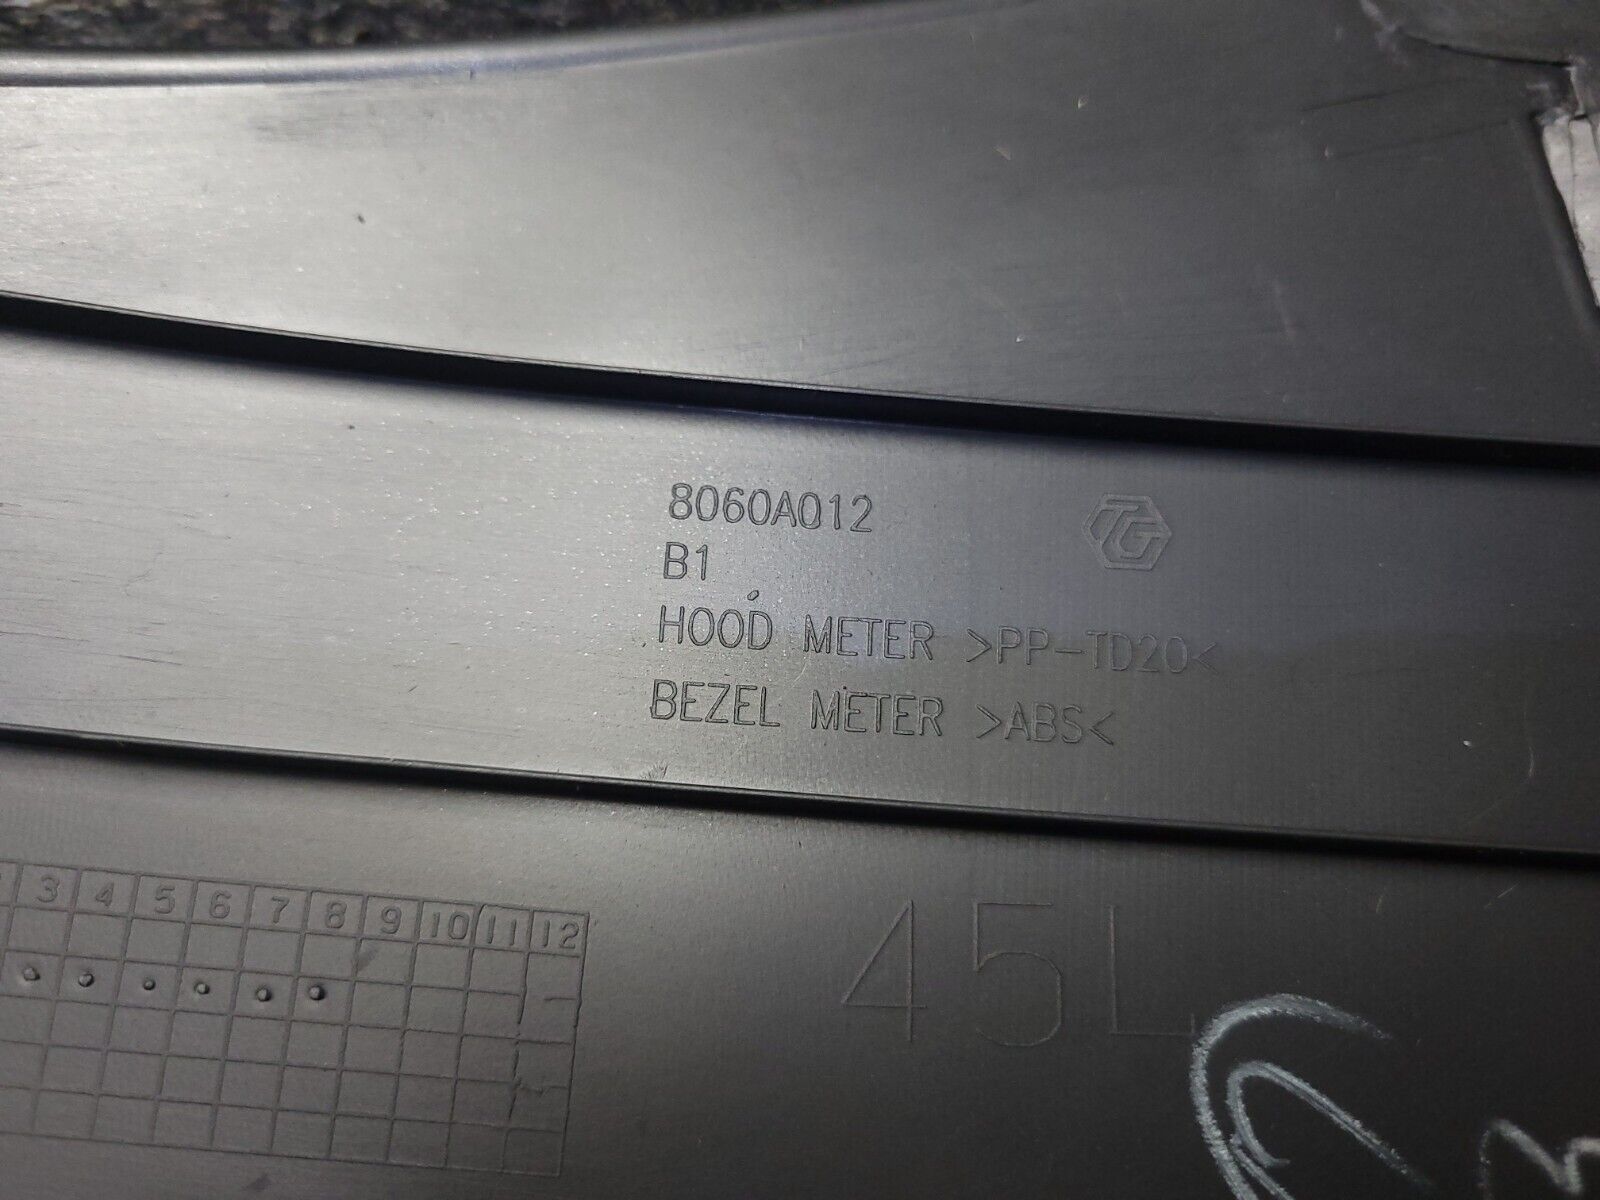 8060A012
TG
B1
HOOD METER >PP-TD20<
BEZEL METER >ABS<
3 4 5 6 7 8 9 10 11 12
45L